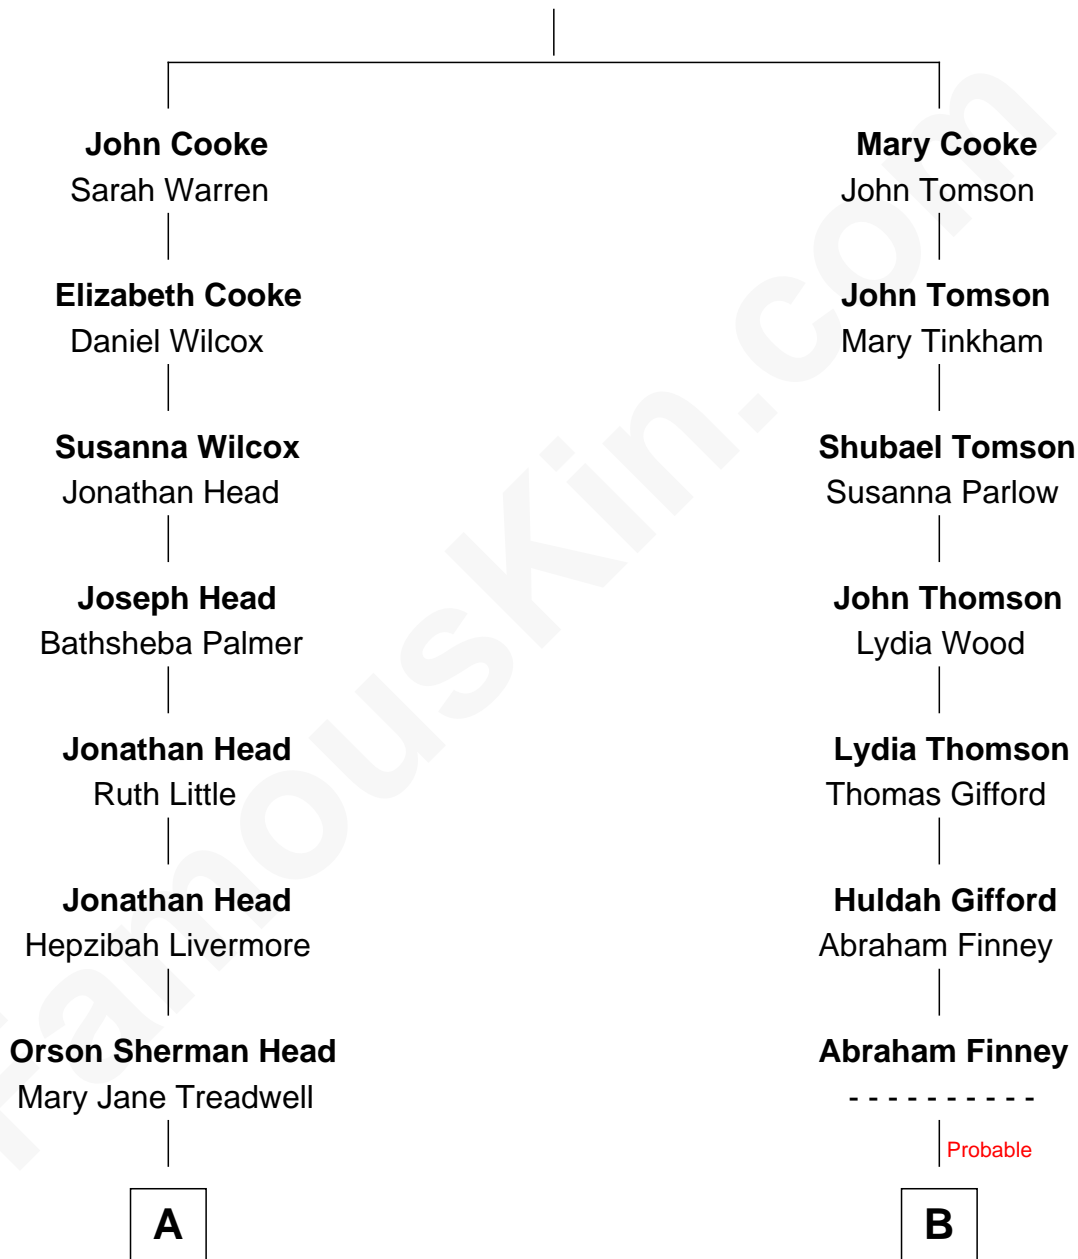 John Cooke
Sarah Warren
Mary Cooke
John Tomson
Elizabeth Cooke
Daniel Wilcox
John Tomson
Mary Tinkham
Susanna Wilcox
Jonathan Head
Shubael Tomson
Susanna Parlow
Joseph Head
Bathsheba Palmer
John Thomson
Lydia Wood
Jonathan Head
Ruth Little
Lydia Thomson
Thomas Gifford
Jonathan Head
Hepzibah Livermore
Huldah Gifford
Abraham Finney
Orson Sherman Head
Mary Jane Treadwell
Abraham Finney
- - - - - - - - - -
Probable
A
B
FamousKin.com